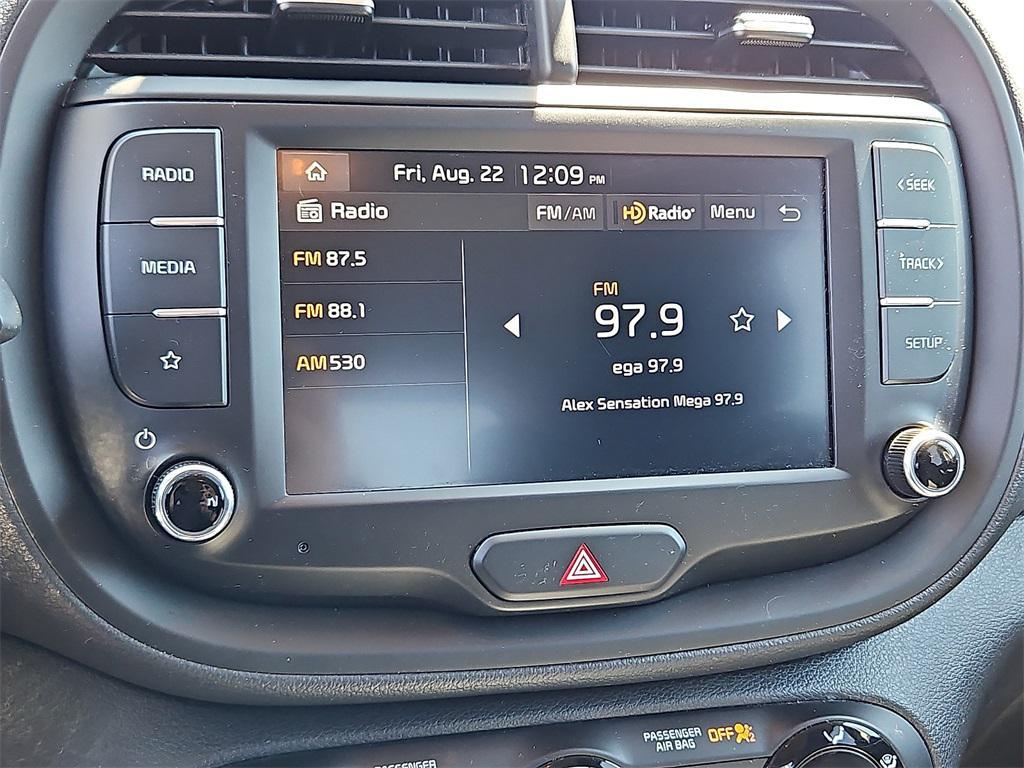 RADIO
MEDIA
Fri, Aug. 22 12:09 PM
Radio FM/AM HD Radio Menu
FM 87.5
FM 88.1
AM 530
FM
97.9
ega 97.9
Alex Sensation Mega 97.9
< SEEK
TRACK >
SETUP
PASSENGER
AIR BAG OFF 2
PASSENGER